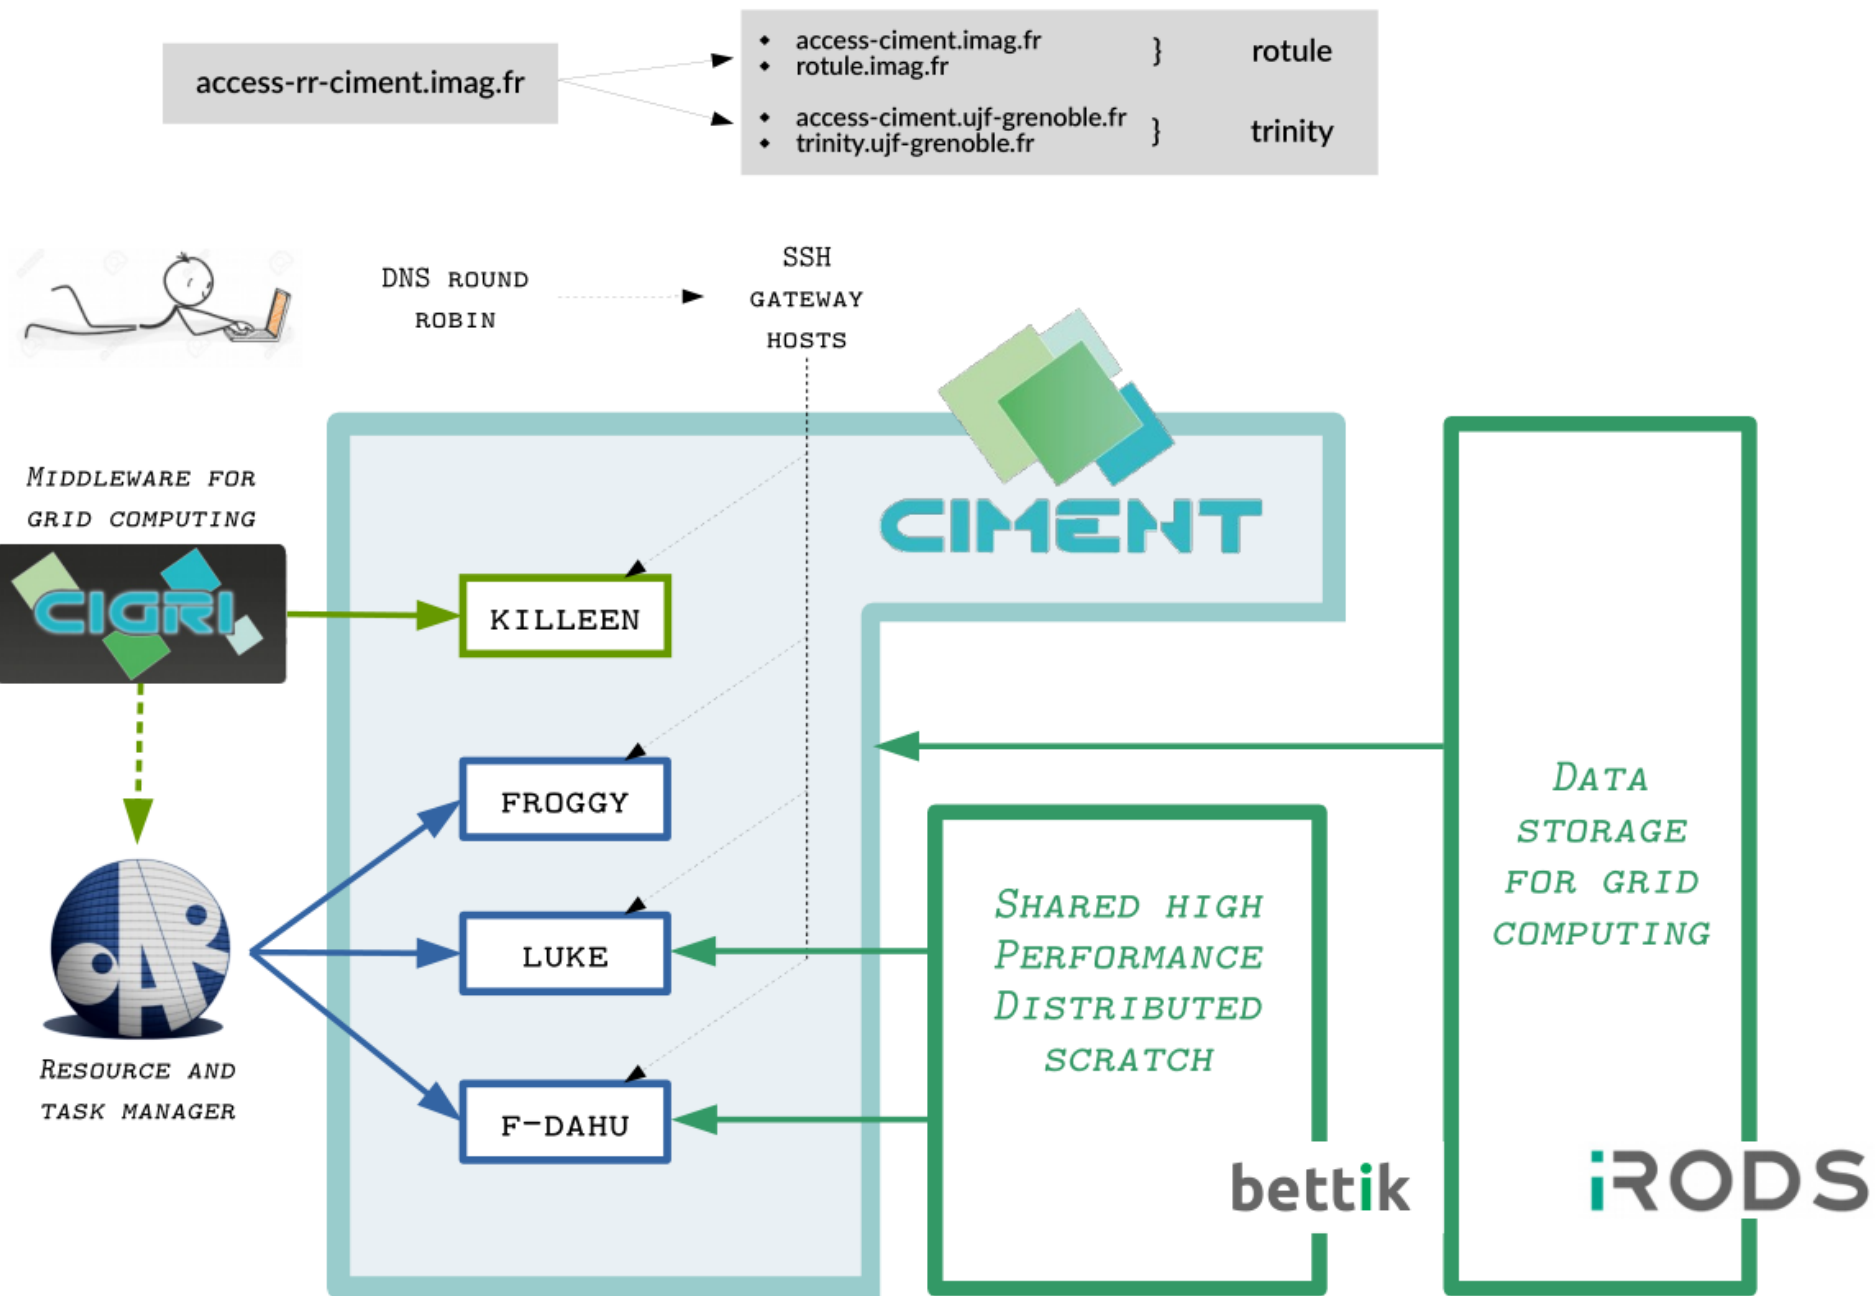 access-rr-ciment.imag.fr
access-ciment.imag.fr } rotule
rotule.imag.fr
access-ciment.ujf-grenoble.fr } trinity
trinity.ujf-grenoble.fr
DNS ROUND
ROBIN
SSH
GATEWAY
HOSTS
CIMENT
MIDDLEWARE FOR
GRID COMPUTING
CIGRI
KILLEEN
FROGGY
LUKE
F-DAHU
OAR
RESOURCE AND
TASK MANAGER
SHARED HIGH
PERFORMANCE
DISTRIBUTED
SCRATCH
bettik
DATA
STORAGE
FOR GRID
COMPUTING
iRODS